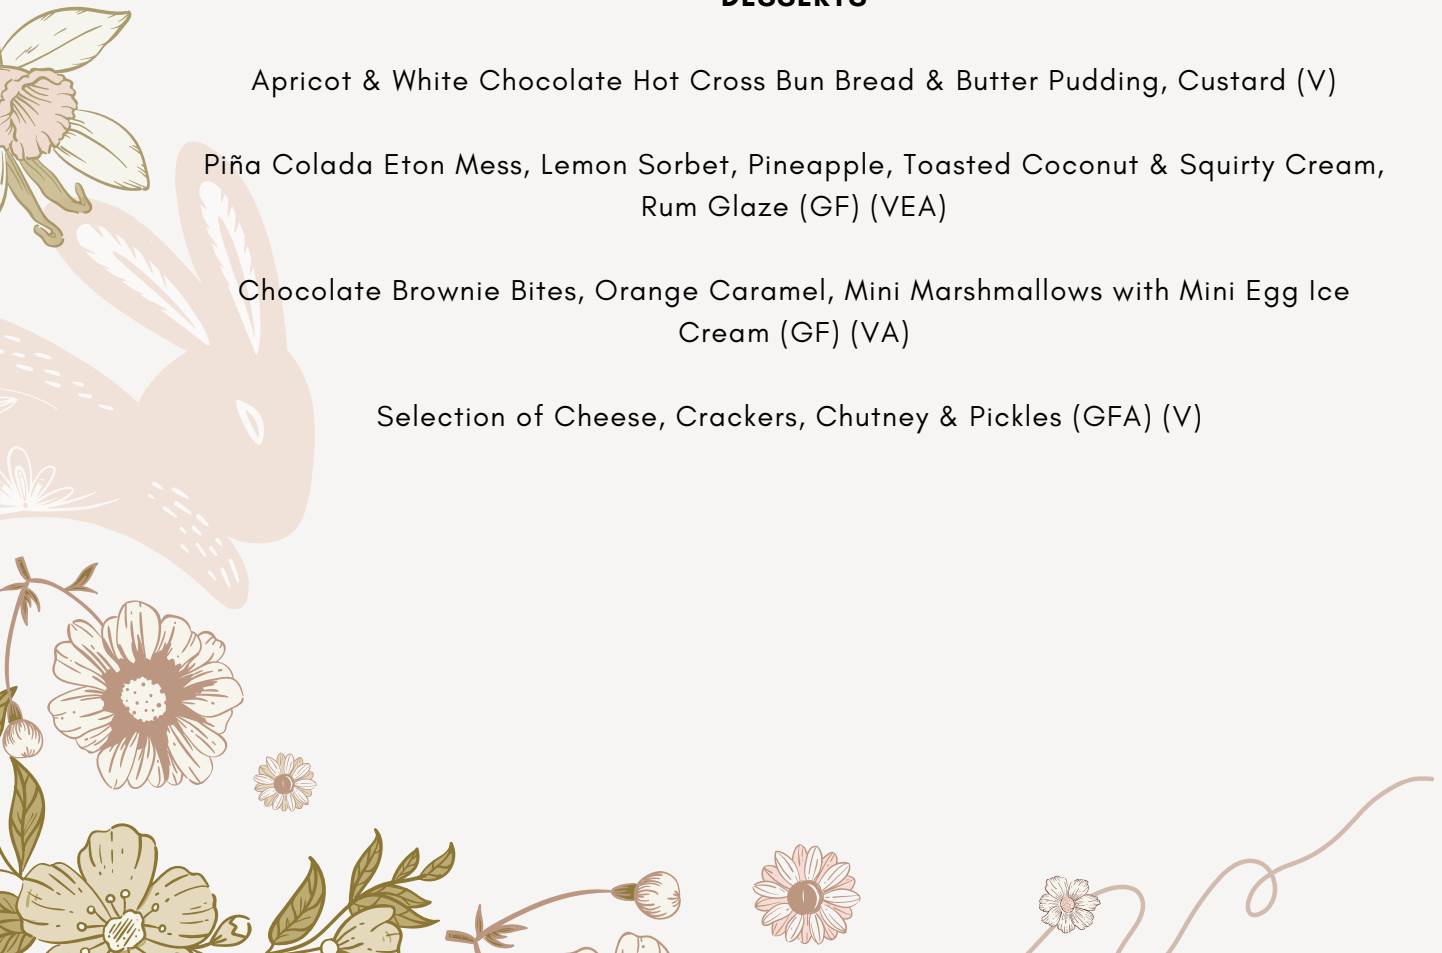 DESSERTS
Apricot & White Chocolate Hot Cross Bun Bread & Butter Pudding, Custard (V)
Piña Colada Eton Mess, Lemon Sorbet, Pineapple, Toasted Coconut & Squirty Cream,
Rum Glaze (GF) (VEA)
Chocolate Brownie Bites, Orange Caramel, Mini Marshmallows with Mini Egg Ice
Cream (GF) (VA)
Selection of Cheese, Crackers, Chutney & Pickles (GFA) (V)